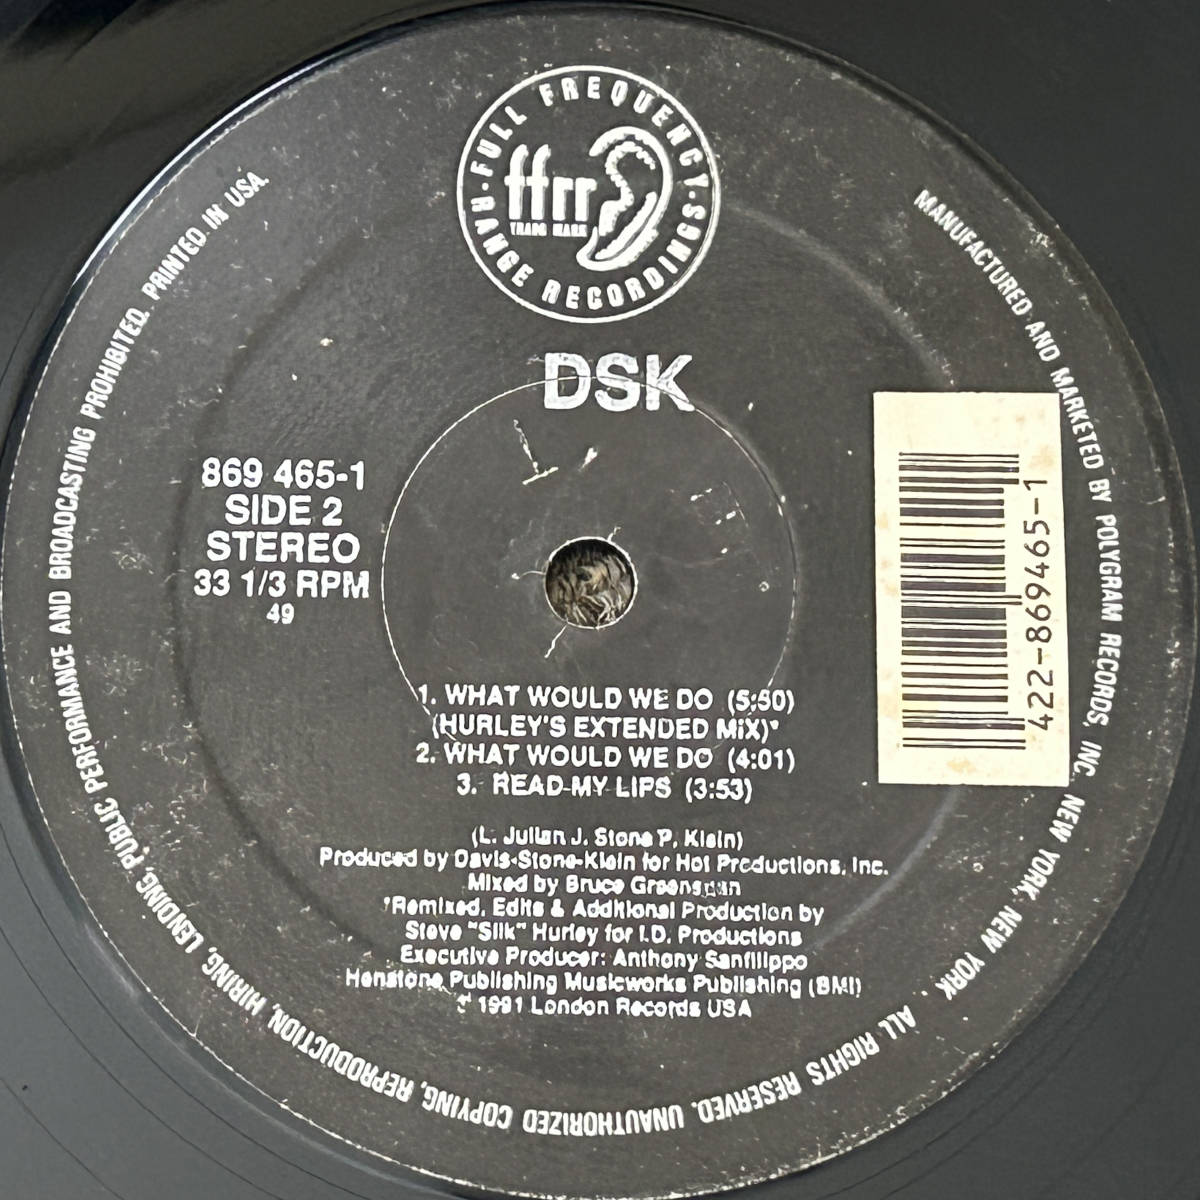 FULL FREQUENCY
RANGE RECORDINGS
ffrr
TRADE MARK
DSK
869 465-1
SIDE 2
STEREO
33 1/3 RPM
49
422-869465-1
1. WHAT WOULD WE DO (5:50)
(HURLEY'S EXTENDED MIX)*
2. WHAT WOULD WE DO (4:01)
3. READ MY LIPS (3:53)
(L. Julian J. Stone P. Klein)
Produced by Davis-Stone-Klein for Hot Productions, Inc.
Mixed by Bruce Greenspan
*Remixed, Edits & Additional Production by
Steve "Silk" Hurley for I.D. Productions
Executive Producer: Anthony Sanfilippo
Henstone Publishing Musicworks Publishing (BMI)
1991 London Records USA
MANUFACTURED AND MARKETED BY POLYGRAM RECORDS, INC. NEW YORK, NEW YORK. ALL RIGHTS RESERVED. UNAUTHORIZED COPYING, REPRODUCTION, HIRING, LENDING, PUBLIC PERFORMANCE AND BROADCASTING PROHIBITED. PRINTED IN USA.